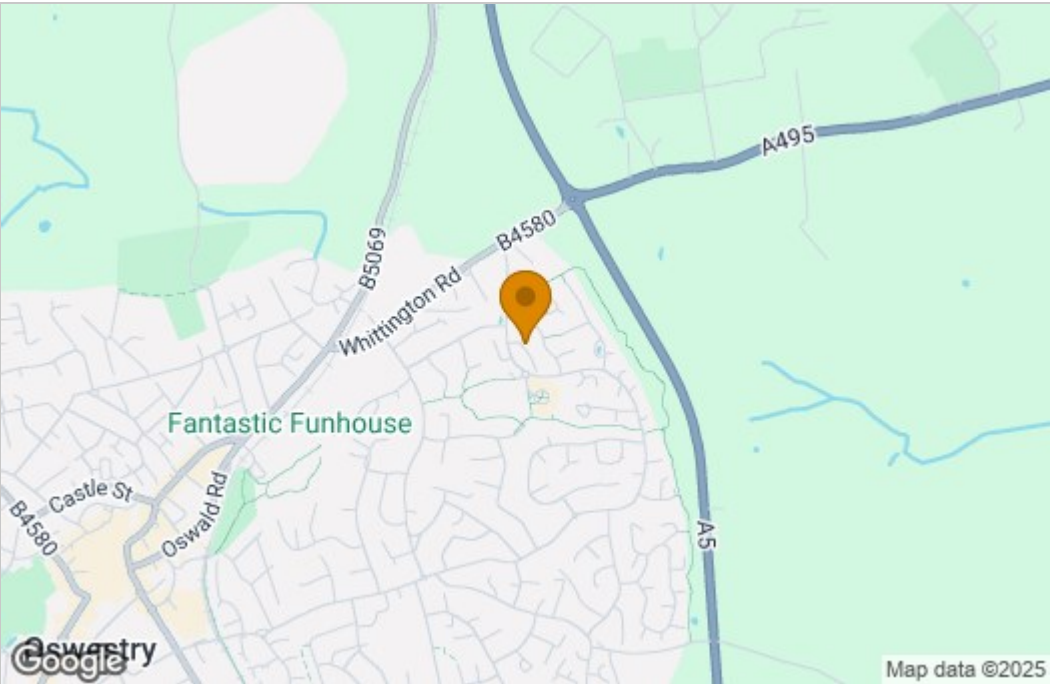 A495
B4580
B5069
Whittington Rd
Fantastic Funhouse
Castle St
B4580
Oswald Rd
A5
Oswestry
Google
Map data ©2025